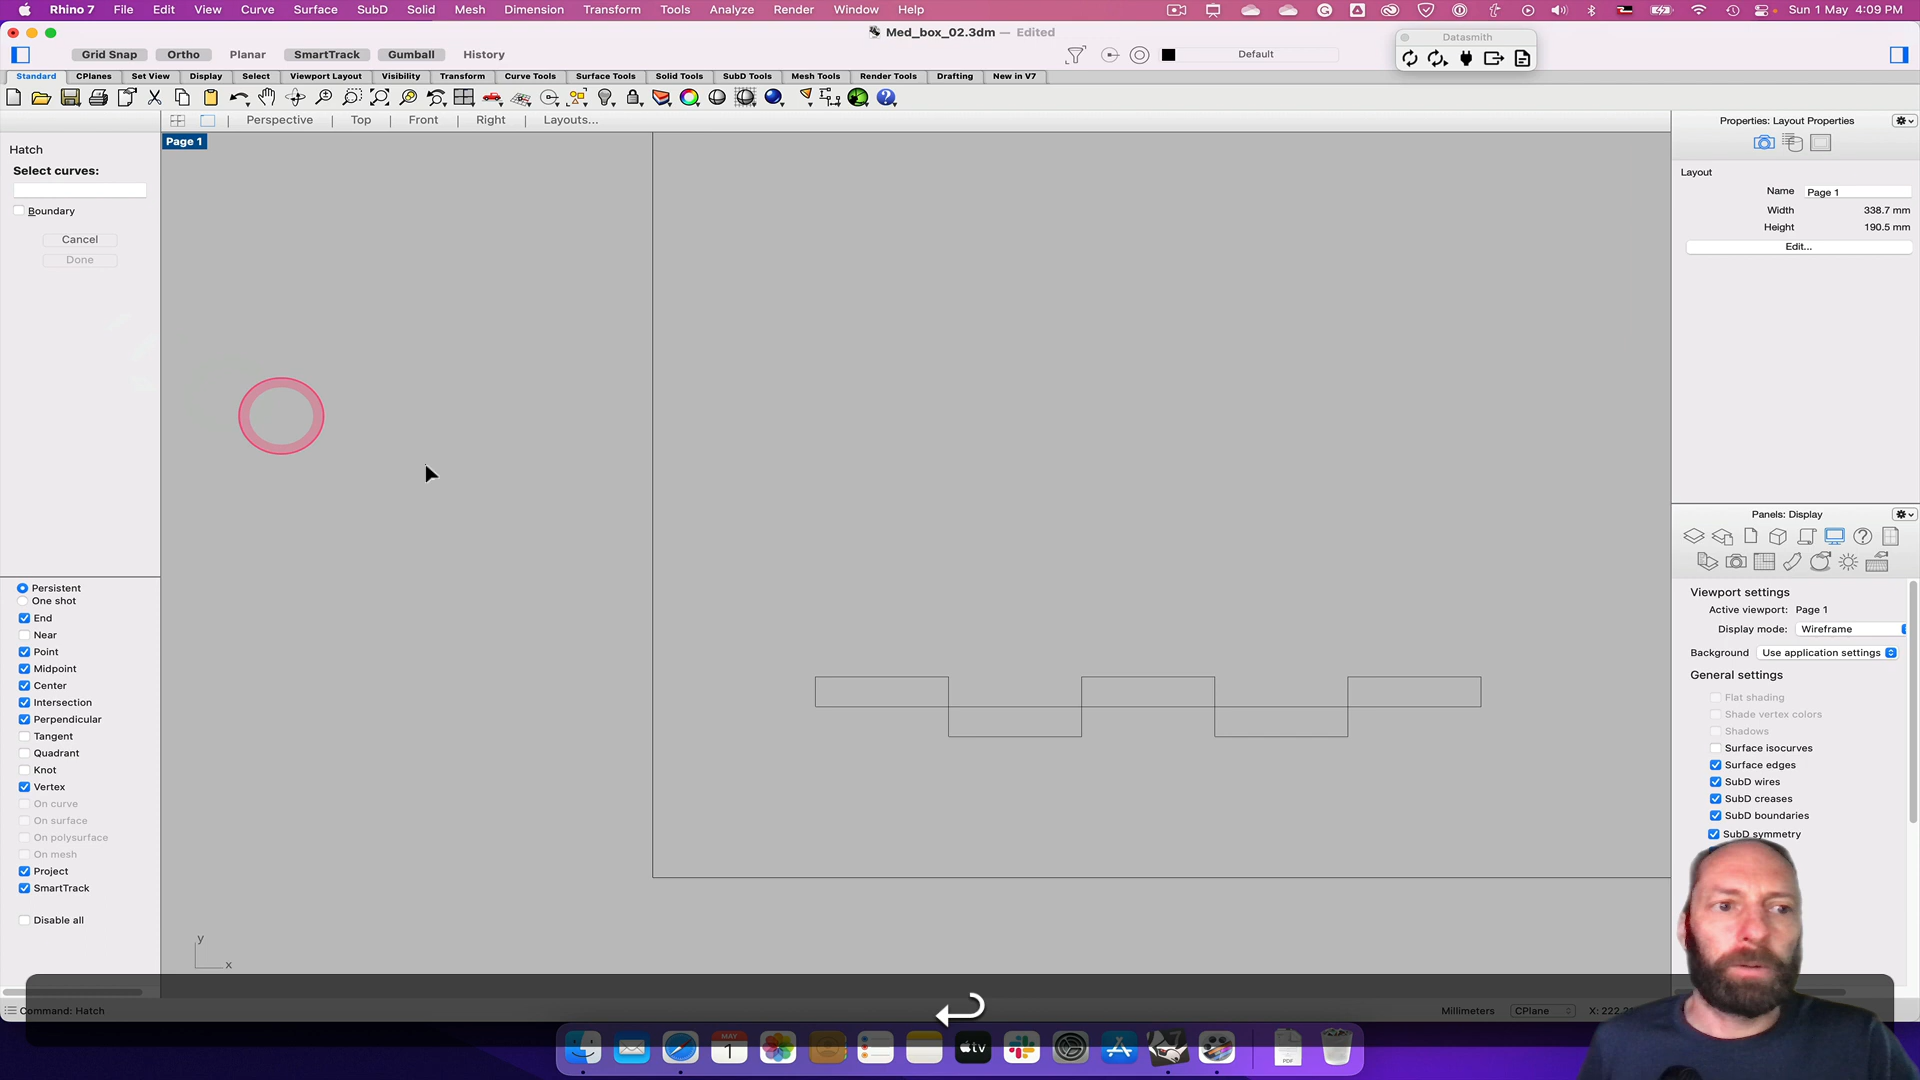 Rhino 7 File Edit View Curve Surface SubD Solid Mesh Dimension Transform Tools Analyze Render Window Help Sun 1 May 4:09 PM
Med_box_02.3dm — Edited
Datasmith
Grid Snap Ortho Planar SmartTrack Gumball History Default
Standard CPlanes Set View Display Select Viewport Layout Visibility Transform Curve Tools Surface Tools Solid Tools SubD Tools Mesh Tools Render Tools Drafting New in V7
Perspective | Top | Front | Right | Layouts...
Page 1
Hatch
Select curves:
Boundary
Cancel
Done
Persistent
One shot
End
Near
Point
Midpoint
Center
Intersection
Perpendicular
Tangent
Quadrant
Knot
Vertex
On curve
On surface
On polysurface
On mesh
Project
SmartTrack
Disable all
y
x
Properties: Layout Properties
Layout
Name Page 1
Width 338.7 mm
Height 190.5 mm
Edit...
Panels: Display
Viewport settings
Active viewport: Page 1
Display mode: Wireframe
Background Use application settings
General settings
Flat shading
Shade vertex colors
Shadows
Surface isocurves
Surface edges
SubD wires
SubD creases
SubD boundaries
SubD symmetry
Command: Hatch
Millimeters CPlane
MAY
1
tv
PDF